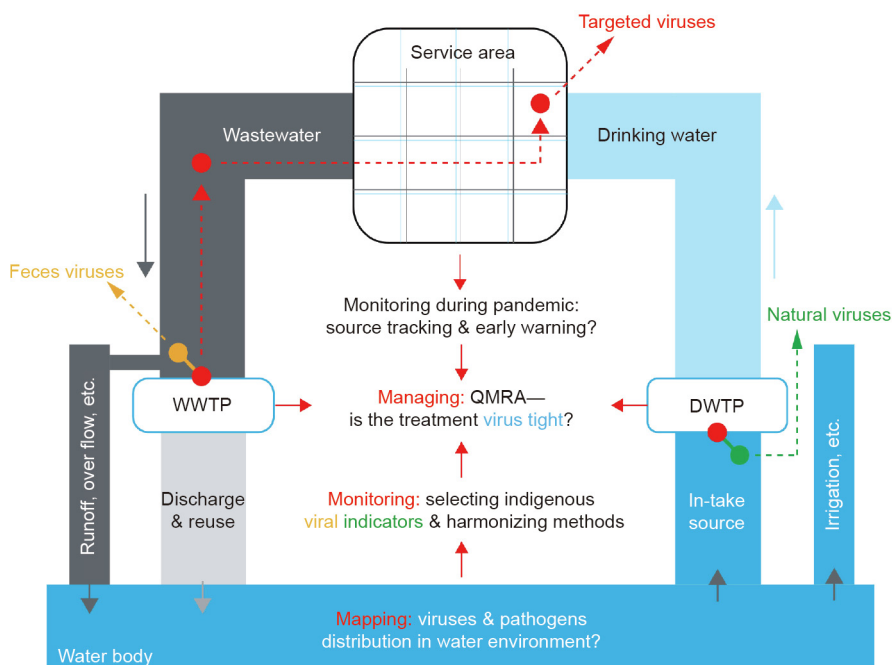 Targeted viruses
Service area
Wastewater
Drinking water
Feces viruses
Natural viruses
Monitoring during pandemic:
source tracking & early warning?
Managing: QMRA—
is the treatment virus tight?
WWTP
DWTP
Runoff, over flow, etc.
Discharge
& reuse
Monitoring: selecting indigenous
viral indicators & harmonizing methods
In-take
source
Irrigation, etc.
Mapping: viruses & pathogens
distribution in water environment?
Water body